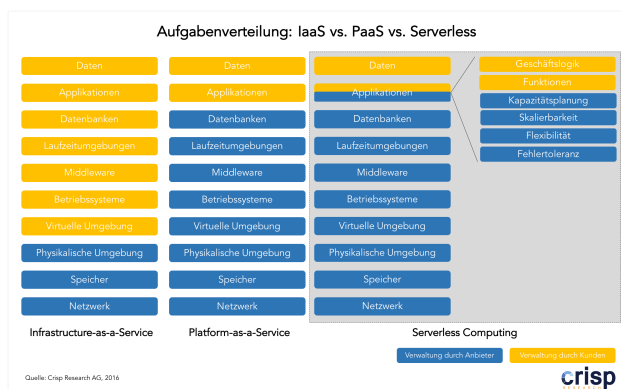 Aufgabenverteilung: IaaS vs. PaaS vs. Serverless
Daten
Applikationen
Datenbanken
Laufzeitumgebungen
Middleware
Betriebssysteme
Virtuelle Umgebung
Physikalische Umgebung
Speicher
Netzwerk
Infrastructure-as-a-Service
Daten
Applikationen
Datenbanken
Laufzeitumgebungen
Middleware
Betriebssysteme
Virtuelle Umgebung
Physikalische Umgebung
Speicher
Netzwerk
Platform-as-a-Service
Daten
Applikationen
Datenbanken
Laufzeitumgebungen
Middleware
Betriebssysteme
Virtuelle Umgebung
Physikalische Umgebung
Speicher
Netzwerk
Geschäftslogik
Funktionen
Kapazitätsplanung
Skalierbarkeit
Flexibilität
Fehlertoleranz
Serverless Computing
Verwaltung durch Anbieter
Verwaltung durch Kunden
Quelle: Crisp Research AG, 2016
crisp
RESEARCH